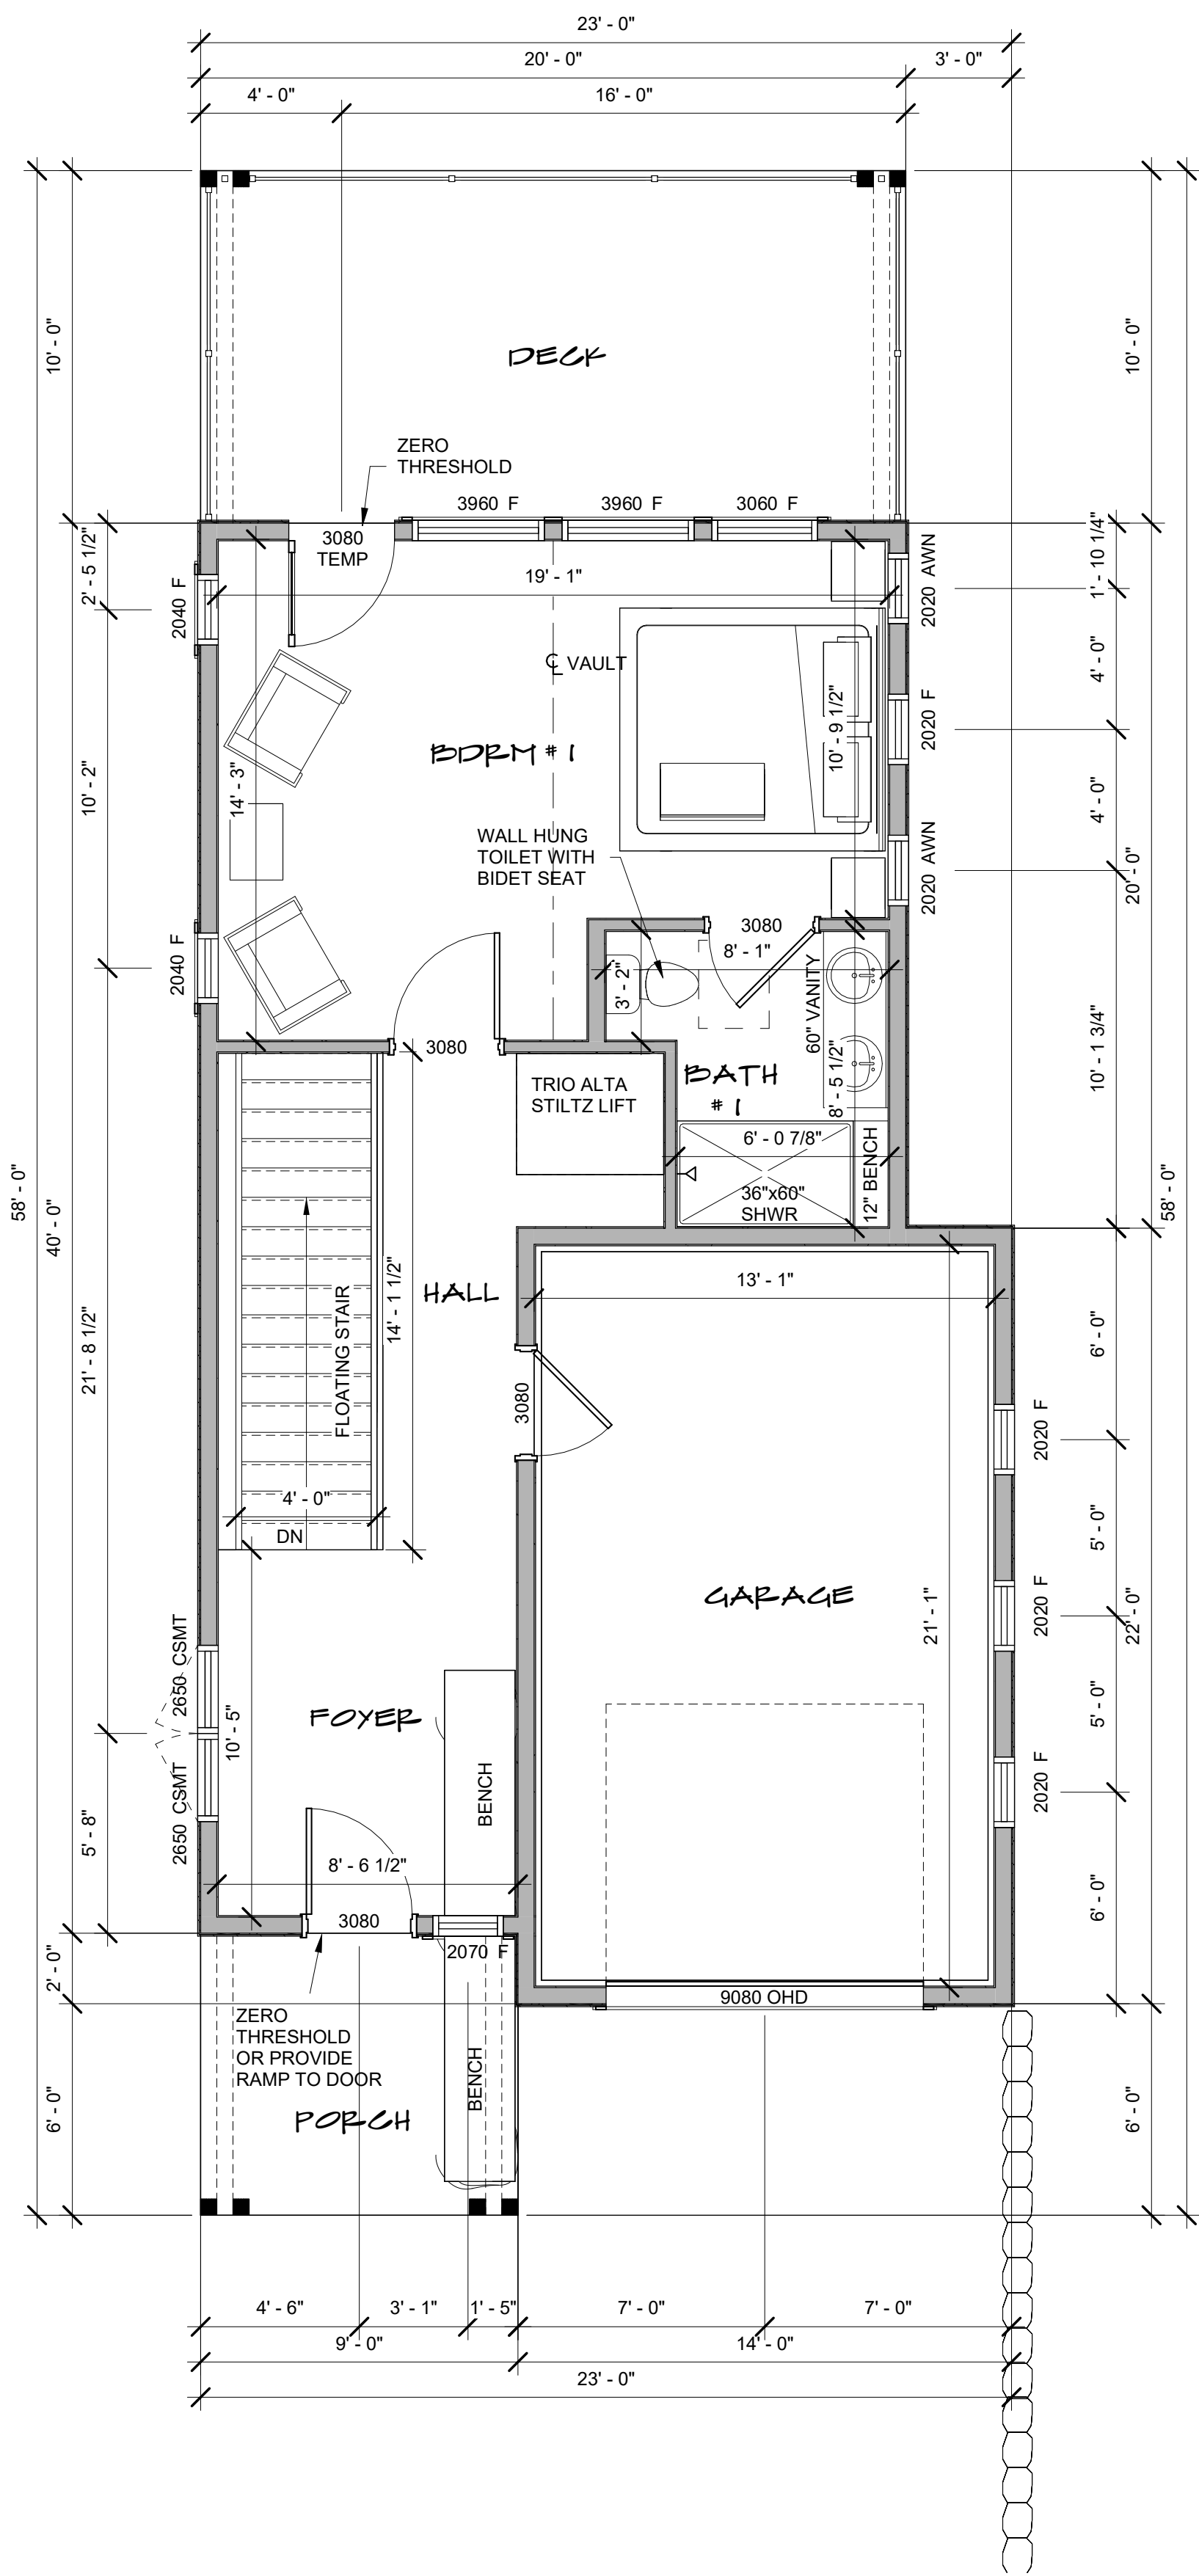 23' - 0"
20' - 0"
3' - 0"
4' - 0"
16' - 0"
10' - 0"
10' - 0"
DECK
ZERO
THRESHOLD
3960 F
3960 F
3060 F
3080
TEMP
2' - 5 1/2"
2040 F
19' - 1"
2020 AWN
1' - 10 1/4"
℄ VAULT
4' - 0"
2020 F
10' - 9 1/2"
BDRM #1
14' - 3"
10' - 2"
4' - 0"
WALL HUNG
TOILET WITH
BIDET SEAT
2020 AWN
20' - 0"
3080
8' - 1"
2040 F
3' - 2"
60" VANITY
3080
TRIO ALTA
STILTZ LIFT
BATH
#1
8' - 5 1/2"
10' - 1 3/4"
6' - 0 7/8"
36"x60"
SHWR
12" BENCH
58' - 0"
40' - 0"
58' - 0"
21' - 8 1/2"
FLOATING STAIR
14' - 1 1/2"
HALL
13' - 1"
6' - 0"
3080
2020 F
4' - 0"
DN
5' - 0"
GARAGE
21' - 1"
2020 F
22' - 0"
2650 CSMT
FOYER
10' - 5"
5' - 0"
2650 CSMT
BENCH
2020 F
5' - 8"
8' - 6 1/2"
6' - 0"
3080
2070 F
2' - 0"
9080 OHD
ZERO
THRESHOLD
OR PROVIDE
RAMP TO DOOR
BENCH
PORCH
6' - 0"
6' - 0"
4' - 6"
3' - 1"
1' - 5"
7' - 0"
7' - 0"
9' - 0"
14' - 0"
23' - 0"